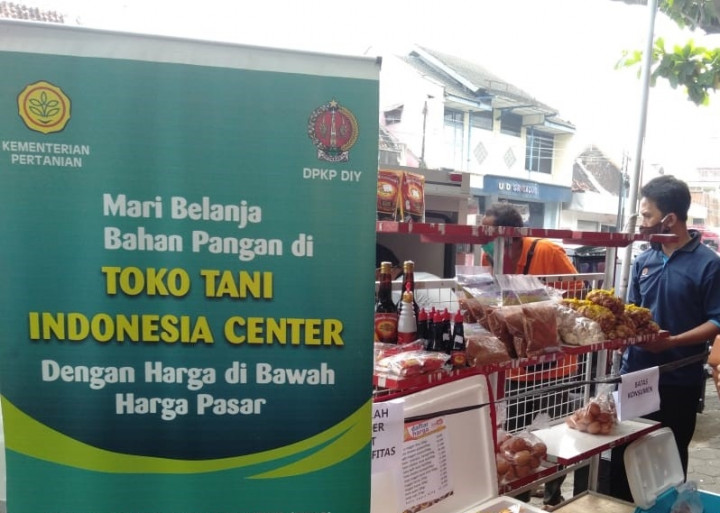 KEMENTERIAN
PERTANIAN
DPKP DIY
Mari Belanja
Bahan Pangan di
TOKO TANI
INDONESIA CENTER
Dengan Harga di Bawah
Harga Pasar
BATAS
KONSUMEN